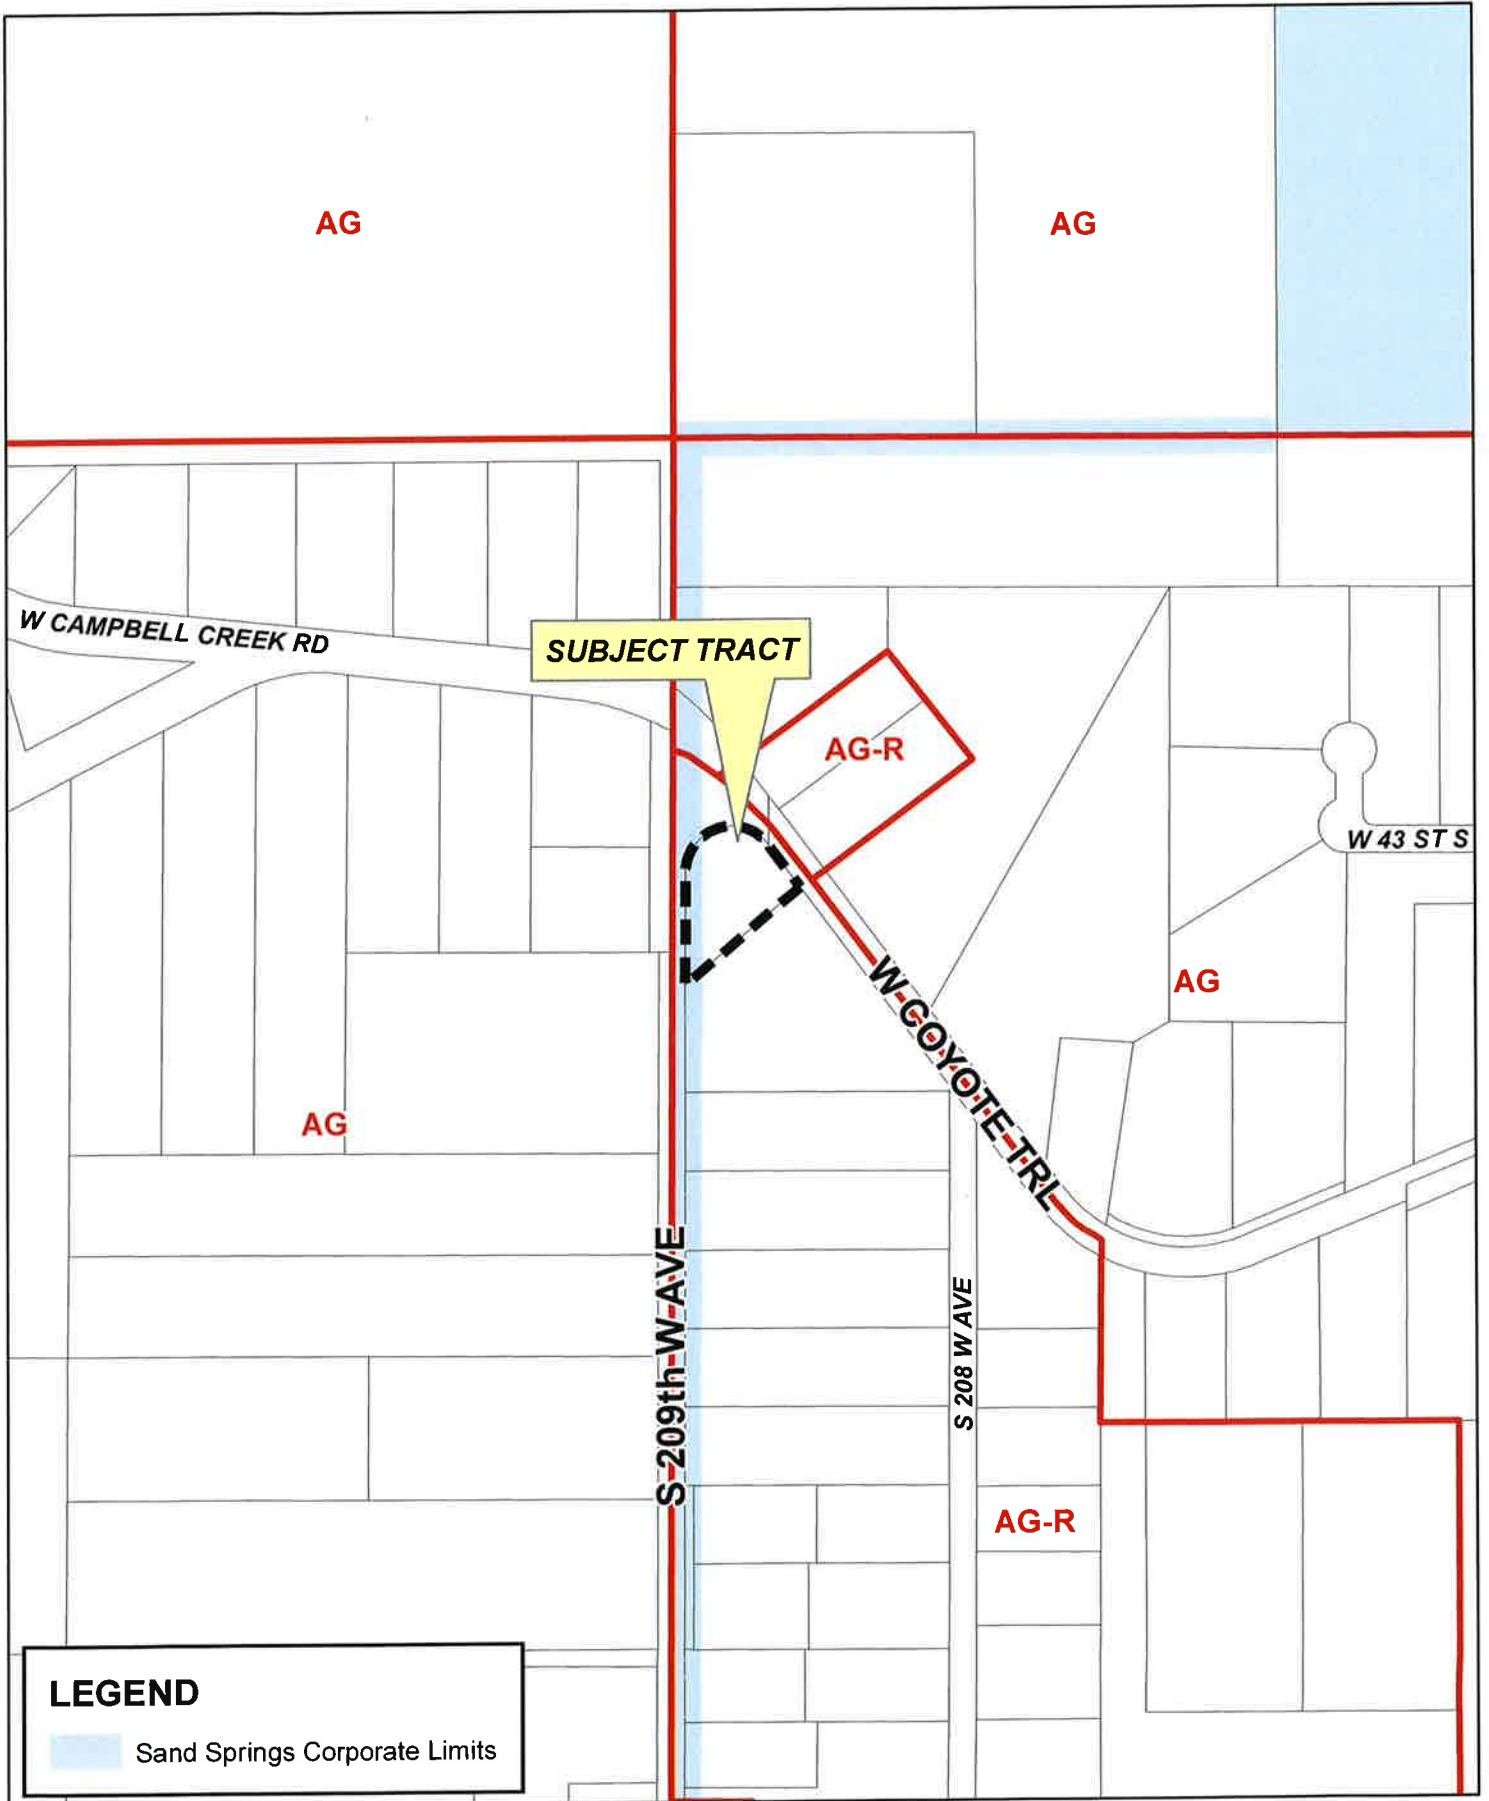 AG
AG
W CAMPBELL CREEK RD
SUBJECT TRACT
AG-R
W 43 ST S
W COYOTE TRL
AG
AG
S 209th W AVE
S 208 W AVE
AG-R
LEGEND
Sand Springs Corporate Limits